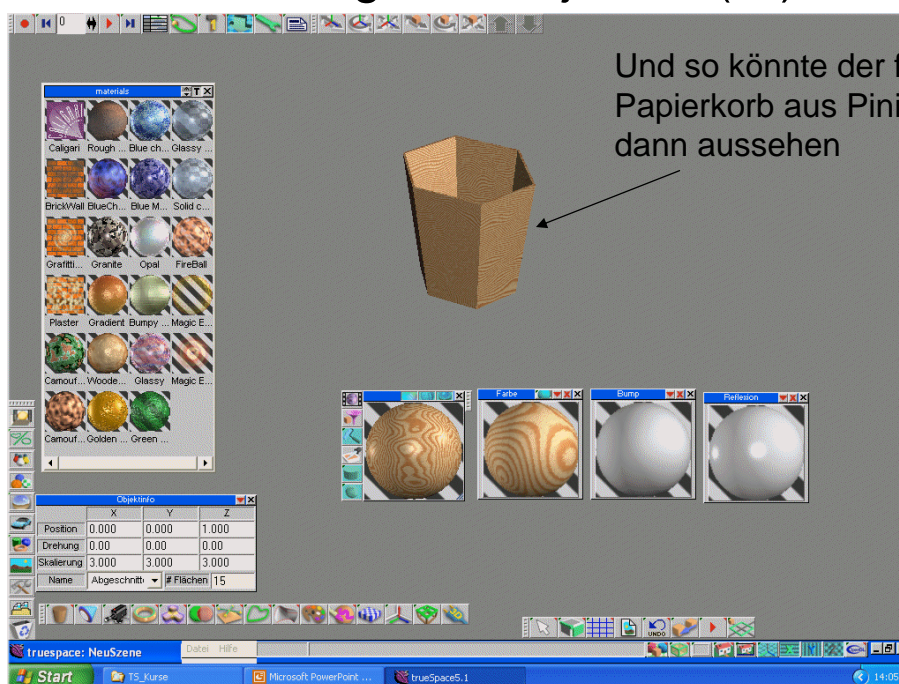 Und so könnte der f
Papierkorb aus Pini
dann aussehen
0
materials
Caligari Rough ... Blue ch... Glassy ...
BrickWall BlueCh... Blue M... Solid c...
Grafitti... Granite Opal FireBall
Plaster Gradient Bumpy ... Magic E...
Camouf... Woode... Glassy Magic E...
Camouf... Golden ... Green ...
Farbe
Bump
Reflexion
Objektinfo
X Y Z
Position 0.000 0.000 1.000
Drehung 0.00 0.00 0.00
Skalierung 3.000 3.000 3.000
Name Abgeschnitt # Flächen 15
UNDO
truespace: NeuSzene
Datei Hilfe
Start TS_Kurse Microsoft PowerPoint ... trueSpace5.1 14:05